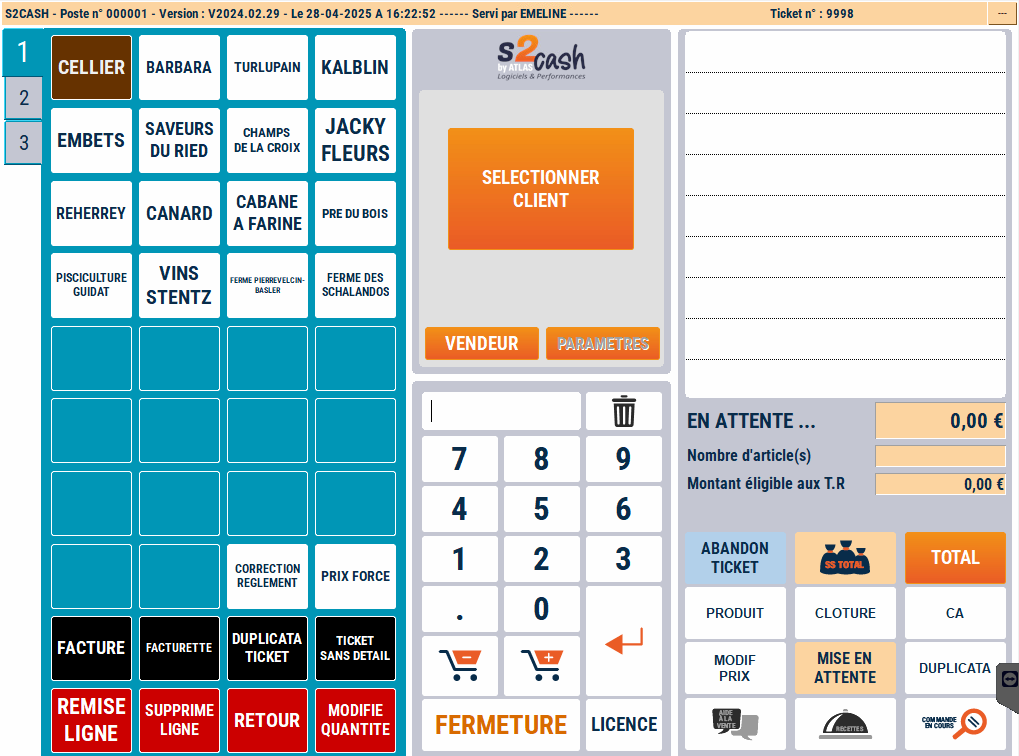 S2CASH - Poste n° 000001 - Version : V2024.02.29 - Le 28-04-2025 A 16:22:52 ------ Servi par EMELINE ------ Ticket n° : 9998 ---
1
2
3
CELLIER
BARBARA
TURLUPAIN
KALBLIN
EMBETS
SAVEURS
DU RIED
CHAMPS
DE LA CROIX
JACKY
FLEURS
REHERREY
CANARD
CABANE
A FARINE
PRE DU BOIS
PISCICULTURE
GUIDAT
VINS
STENTZ
FERME PIERREVELCIN-
BASLER
FERME DES
SCHALANDOS
CORRECTION
REGLEMENT
PRIX FORCE
FACTURE
FACTURETTE
DUPLICATA
TICKET
TICKET
SANS DETAIL
REMISE
LIGNE
SUPPRIME
LIGNE
RETOUR
MODIFIE
QUANTITE
S2cash
by ATLAS
Logiciels & Performances
SELECTIONNER
CLIENT
VENDEUR
PARAMETRES
7
8
9
4
5
6
1
2
3
.
0
FERMETURE
LICENCE
EN ATTENTE ... 0,00 €
Nombre d'article(s)
Montant éligible aux T.R 0,00 €
ABANDON
TICKET
SS TOTAL
TOTAL
PRODUIT
CLOTURE
CA
MODIF
PRIX
MISE EN
ATTENTE
DUPLICATA
AIDE
À LA
VENTE
RECETTES
COMMANDE
EN COURS